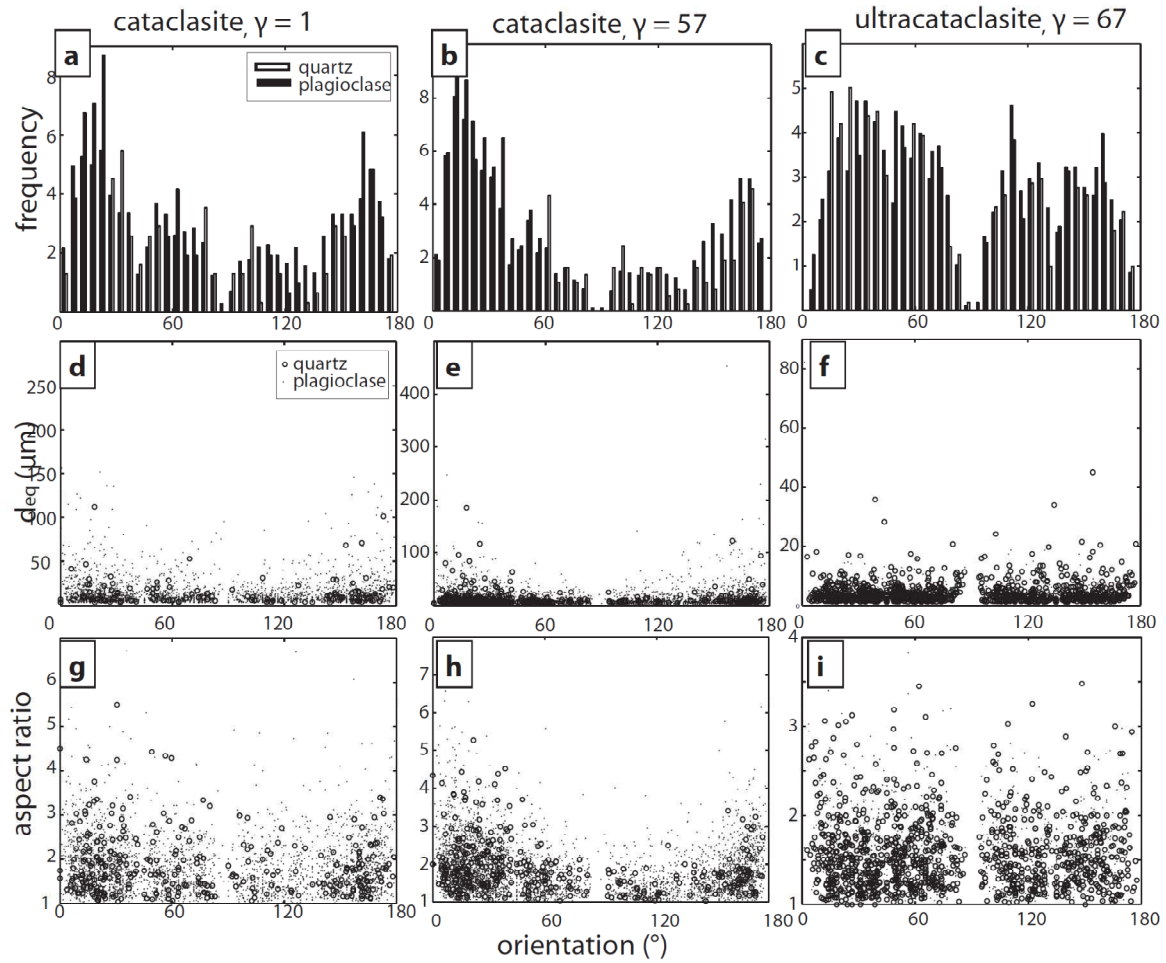 cataclasite, γ = 1
cataclasite, γ = 57
ultracataclasite, γ = 67
a
quartz
plagioclase
8
6
4
2
0 60 120 180
frequency
b
8
6
4
2
0 60 120 180
c
5
4
3
2
1
0 60 120 180
d
quartz
plagioclase
250
200
150
100
50
0 60 120 180
deq (μm)
e
400
300
200
100
0 60 120 180
f
80
60
40
20
0
0 60 120 180
g
6
5
4
3
2
1
0 60 120 180
aspect ratio
h
7
6
5
4
3
2
1
0 60 120 180
i
4
3
2
1
0 60 120 180
orientation (°)